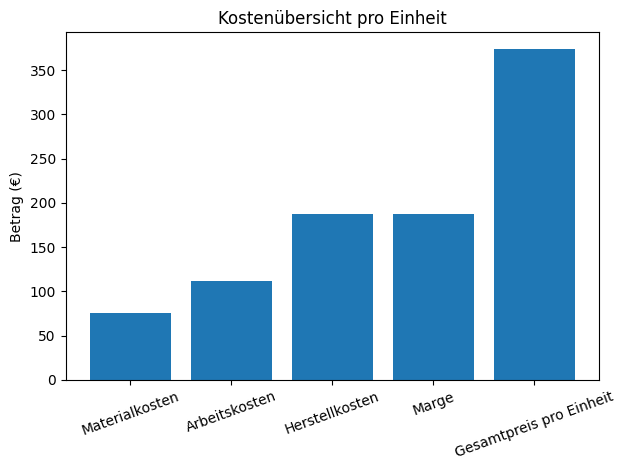 Kostenübersicht pro Einheit
Betrag (€)
350
300
250
200
150
100
50
0
Materialkosten
Arbeitskosten
Herstellkosten
Marge
Gesamtpreis pro Einheit